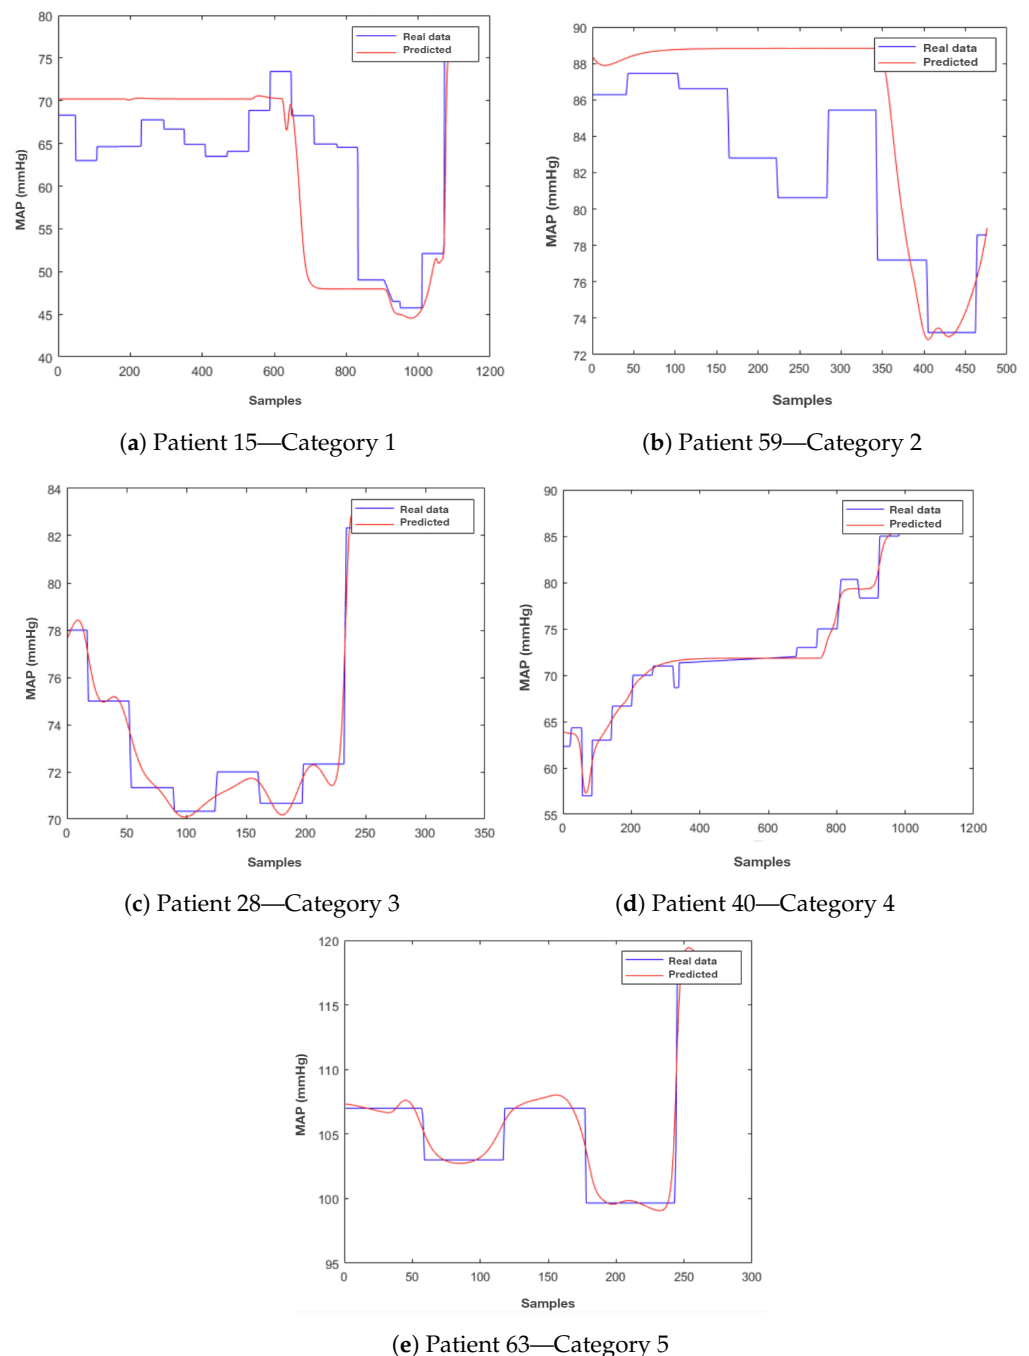 80
75
70
65
60
55
50
45
40
MAP (mmHg)
Real data
Predicted
0 200 400 600 800 1000 1200
Samples
(a) Patient 15—Category 1
90
88
86
84
82
80
78
76
74
72
MAP (mmHg)
Real data
Predicted
0 50 100 150 200 250 300 350 400 450 500
Samples
(b) Patient 59—Category 2
84
82
80
78
76
74
72
70
MAP (mmHg)
Real data
Predicted
0 50 100 150 200 250 300 350
Samples
(c) Patient 28—Category 3
90
85
80
75
70
65
60
55
MAP (mmHg)
Real data
Predicted
0 200 400 600 800 1000 1200
Samples
(d) Patient 40—Category 4
120
115
110
105
100
95
MAP (mmHg)
Real data
Predicted
0 50 100 150 200 250 300
Samples
(e) Patient 63—Category 5